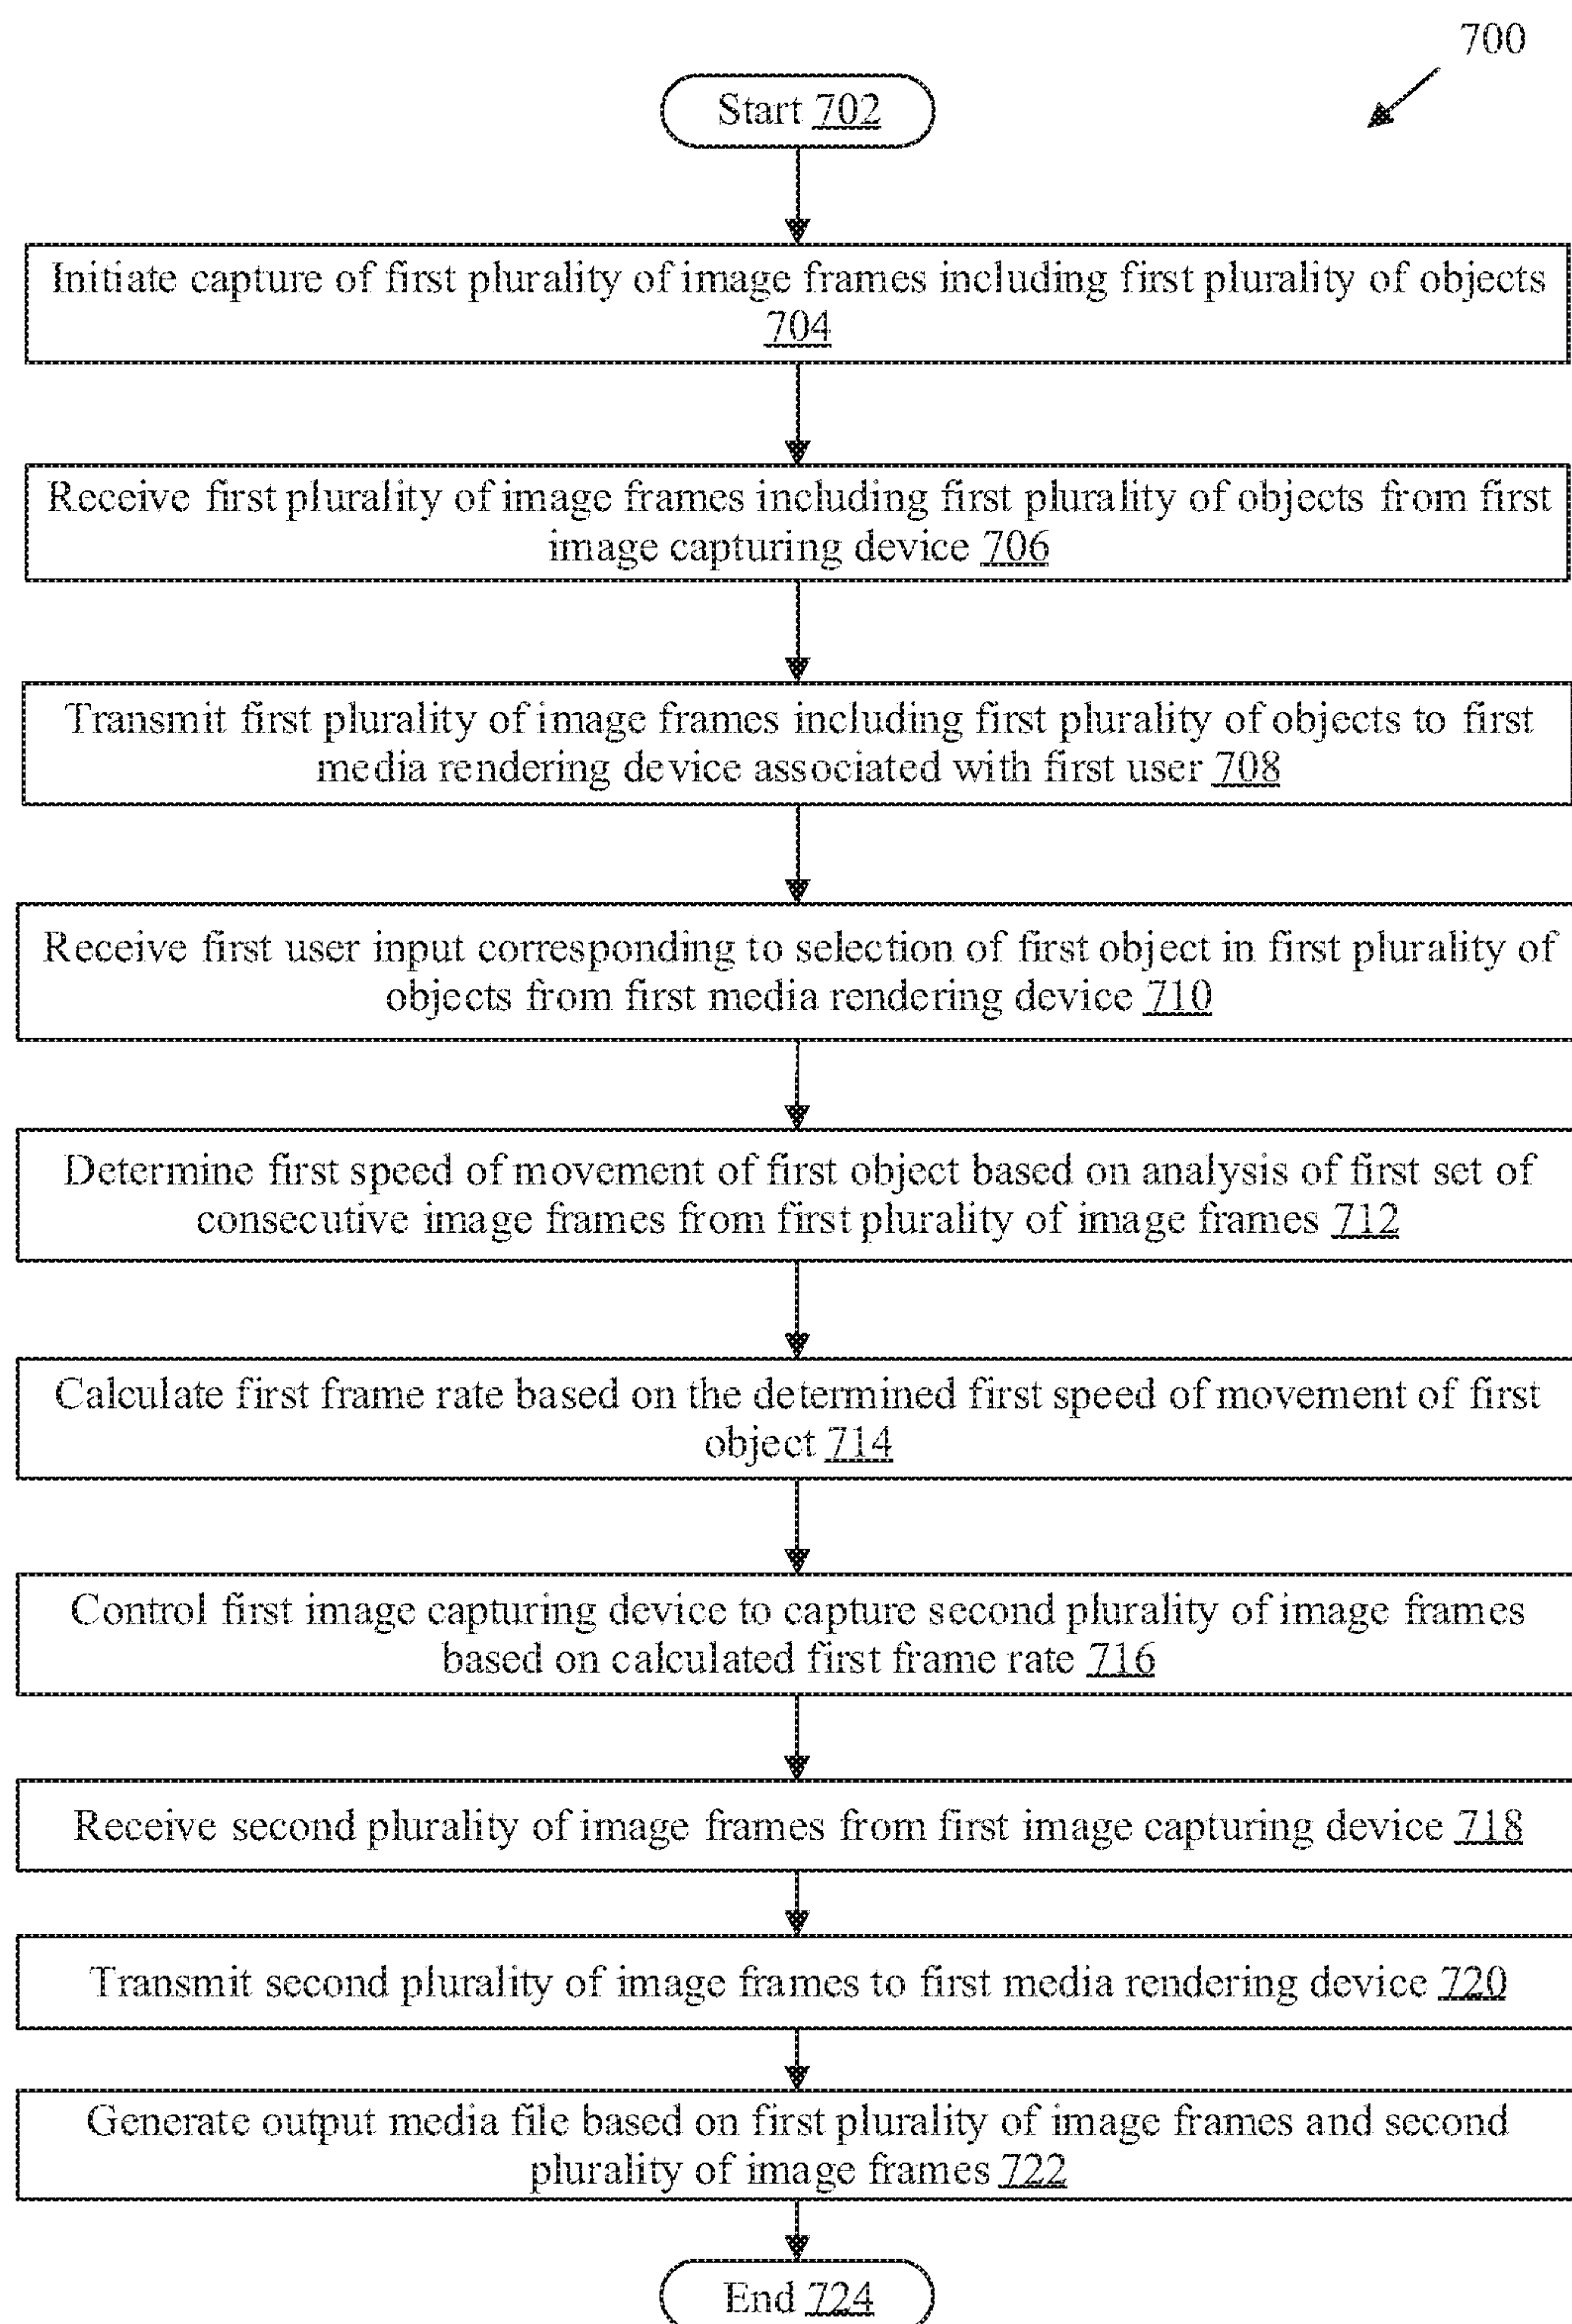 700
Start 702
Initiate capture of first plurality of image frames including first plurality of objects
704
Receive first plurality of image frames including first plurality of objects from first
image capturing device 706
Transmit first plurality of image frames including first plurality of objects to first
media rendering device associated with first user 708
Receive first user input corresponding to selection of first object in first plurality of
objects from first media rendering device 710
Determine first speed of movement of first object based on analysis of first set of
consecutive image frames from first plurality of image frames 712
Calculate first frame rate based on the determined first speed of movement of first
object 714
Control first image capturing device to capture second plurality of image frames
based on calculated first frame rate 716
Receive second plurality of image frames from first image capturing device 718
Transmit second plurality of image frames to first media rendering device 720
Generate output media file based on first plurality of image frames and second
plurality of image frames 722
End 724